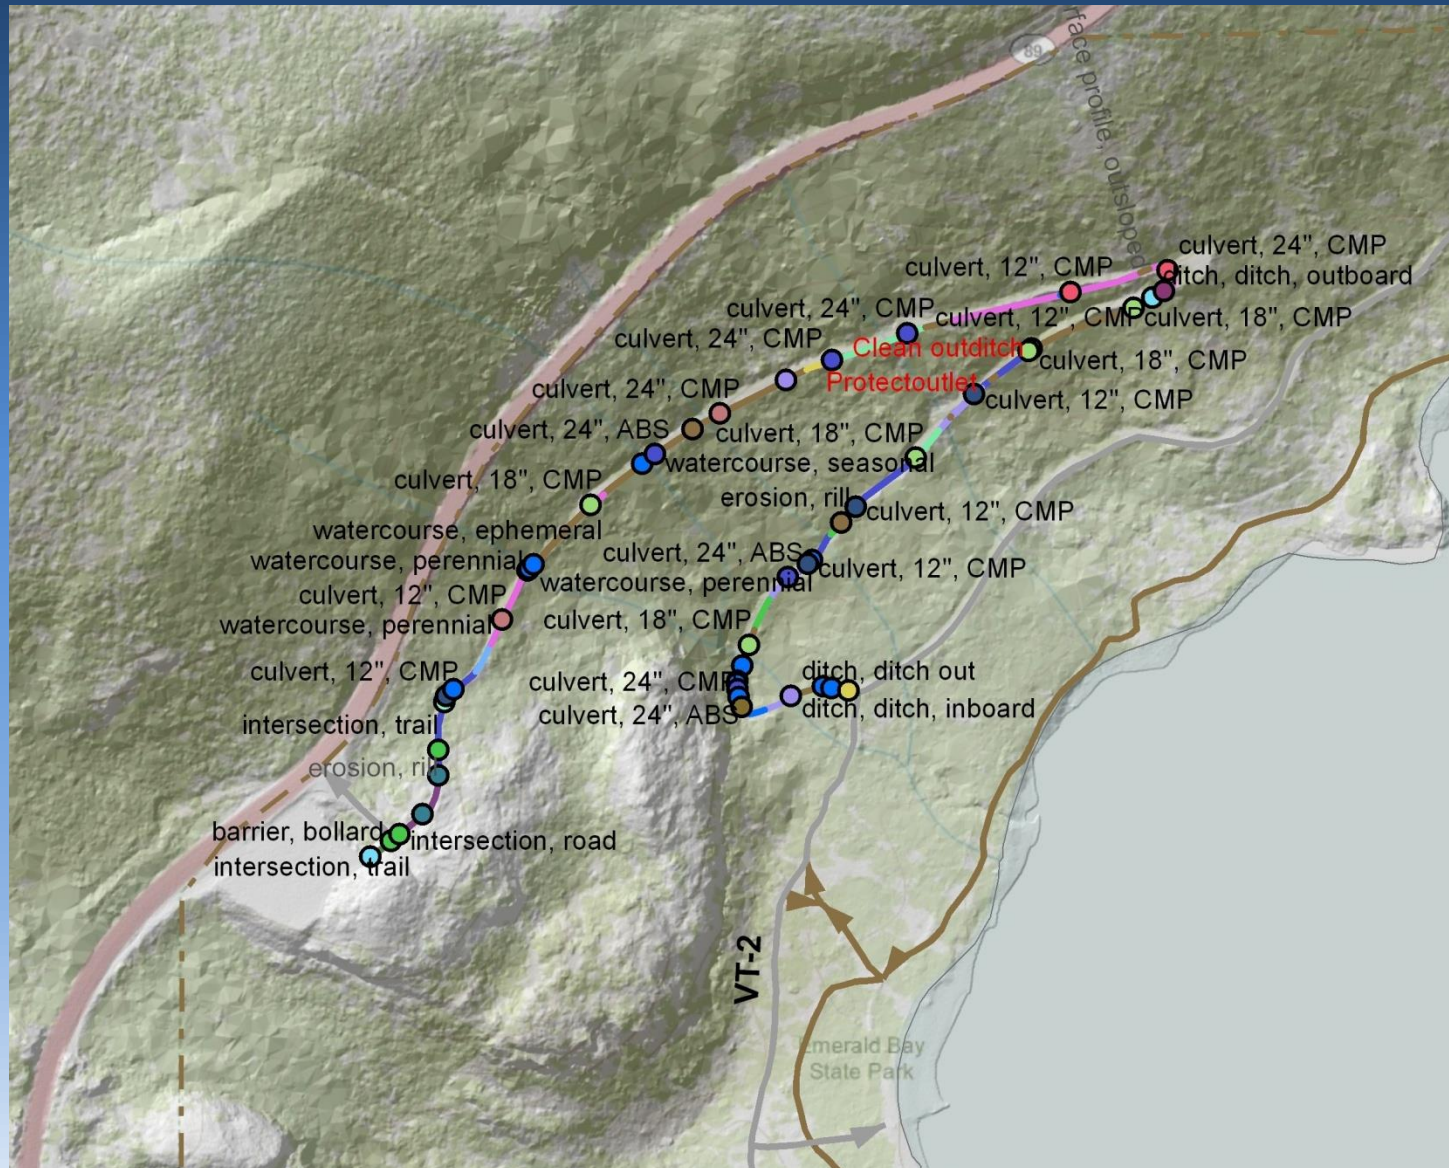 89
rface profile, outsloped
culvert, 24", CMP
culvert, 12", CMP
ditch, ditch, outboard
culvert, 24", CMP
culvert, 12", CMP
culvert, 18", CMP
culvert, 24", CMP
Clean outditch
culvert, 18", CMP
Protectoutlet
culvert, 24", CMP
culvert, 12", CMP
culvert, 24", ABS
culvert, 18", CMP
watercourse, seasonal
culvert, 18", CMP
erosion, rill
culvert, 12", CMP
watercourse, ephemeral
watercourse, perennial
culvert, 24", ABS
culvert, 12", CMP
watercourse, perennial
culvert, 12", CMP
watercourse, perennial
culvert, 18", CMP
culvert, 12", CMP
ditch, ditch out
culvert, 24", CMP
ditch, ditch, inboard
culvert, 24", ABS
intersection, trail
erosion, rill
barrier, bollard
intersection, road
intersection, trail
VT-2
Emerald Bay
State Park